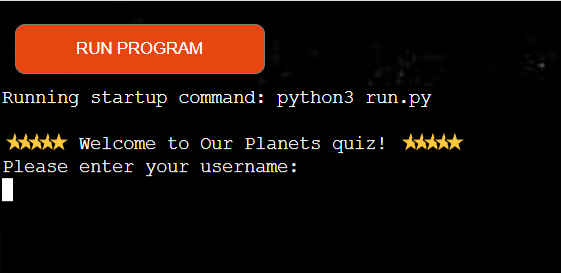 RUN PROGRAM
Running startup command: python3 run.py
⭐⭐⭐⭐⭐ Welcome to Our Planets quiz! ⭐⭐⭐⭐⭐
Please enter your username: